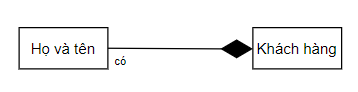 Họ và tên
có
Khách hàng